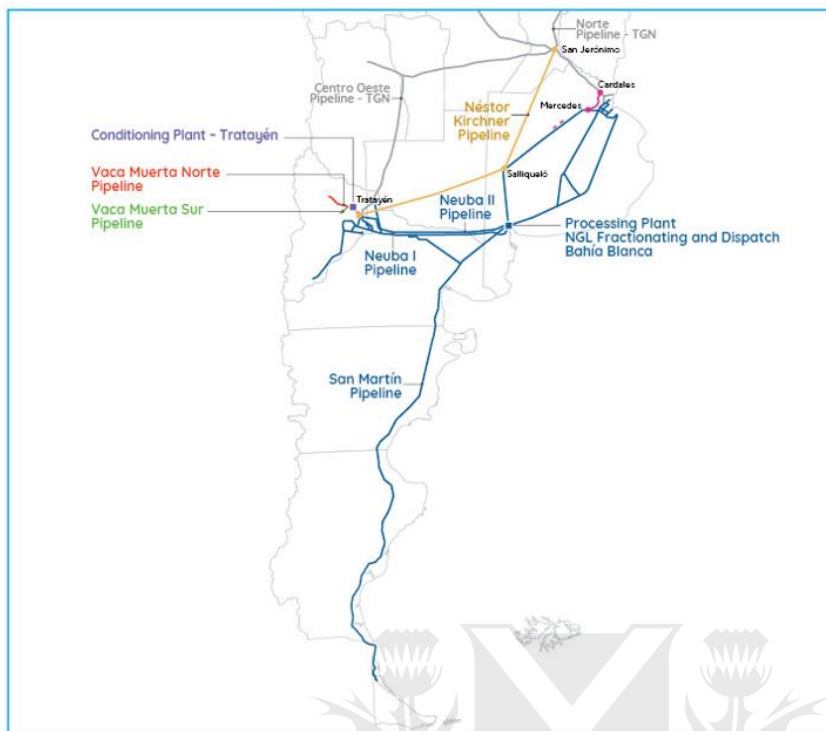 Norte
Pipeline - TGN
San Jerónimo
Centro Oeste
Pipeline - TGN
Cardales
Néstor
Kirchner
Pipeline
Mercedes
Conditioning Plant - Tratayén
Vaca Muerta Norte
Pipeline
Salliqueló
Tratayén
Vaca Muerta Sur
Pipeline
Neuba II
Pipeline
Processing Plant
NGL Fractionating and Dispatch
Bahía Blanca
Neuba I
Pipeline
San Martín
Pipeline